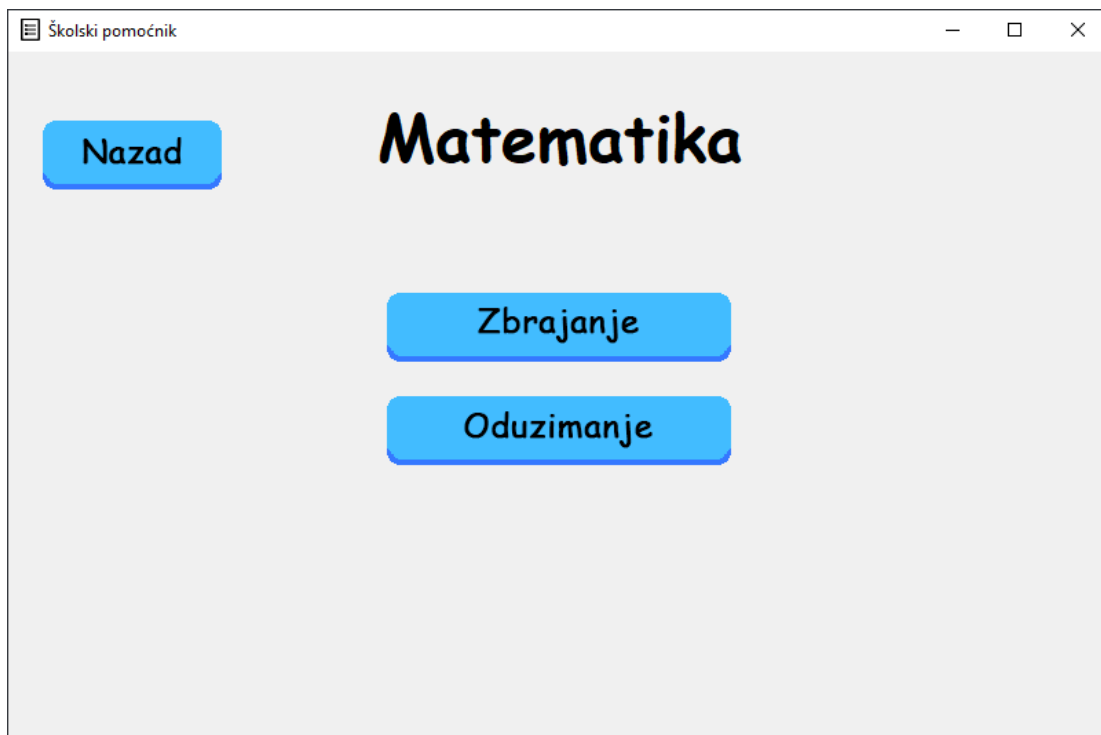 Školski pomoćnik
Nazad
Matematika
Zbrajanje
Oduzimanje